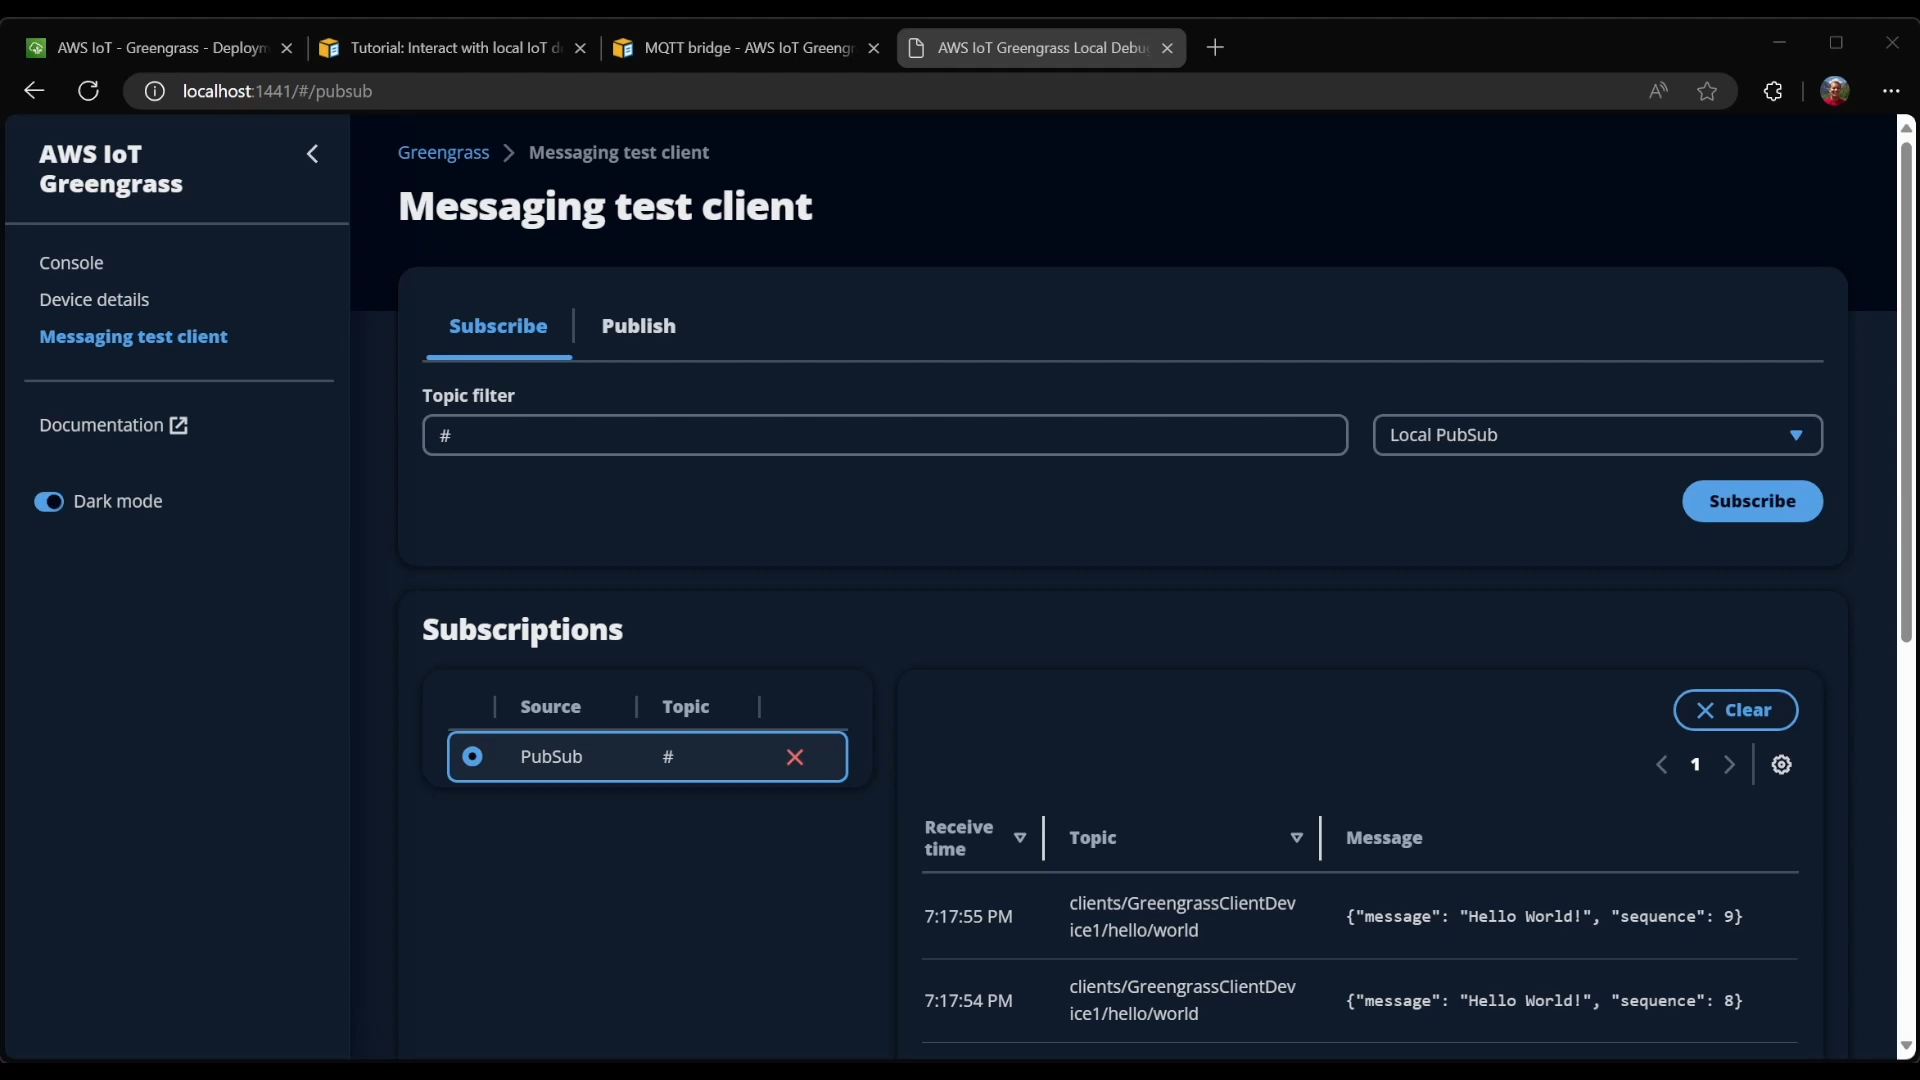 AWS IoT - Greengrass - Deploym
Tutorial: Interact with local IoT d
MQTT bridge - AWS IoT Greengr
AWS IoT Greengrass Local Debu
localhost:1441/#/pubsub
AWS IoT
Greengrass
Console
Device details
Messaging test client
Documentation
Dark mode
Greengrass
Messaging test client
Messaging test client
Subscribe
Publish
Topic filter
#
Local PubSub
Subscribe
Subscriptions
Source
Topic
PubSub
#
Clear
1
Receive
time
Topic
Message
7:17:55 PM
clients/GreengrassClientDev
ice1/hello/world
{"message": "Hello World!", "sequence": 9}
7:17:54 PM
clients/GreengrassClientDev
ice1/hello/world
{"message": "Hello World!", "sequence": 8}